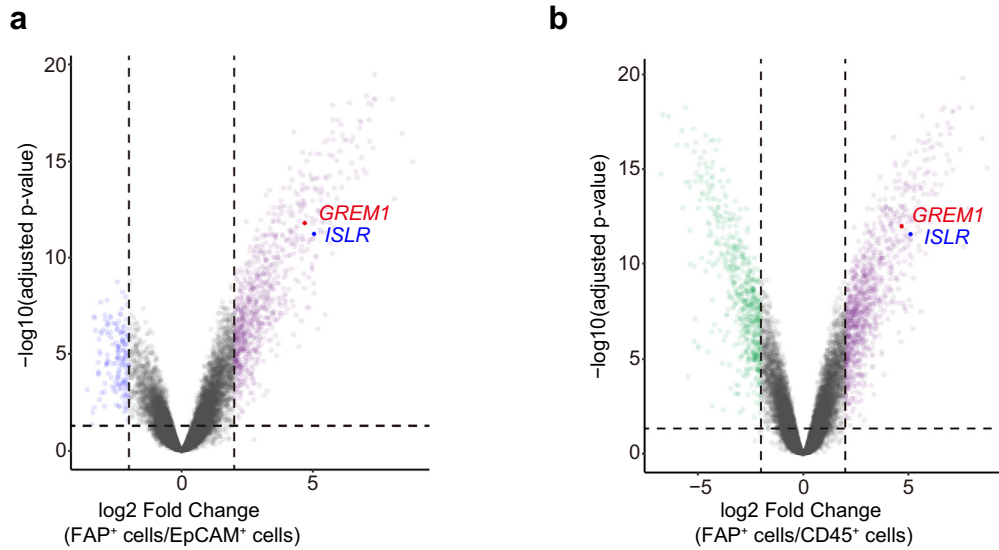 a
20
15
10
5
0
−log10(adjusted p-value)
GREM1
ISLR
0
5
log2 Fold Change
(FAP⁺ cells/EpCAM⁺ cells)
b
20
15
10
5
0
−log10(adjusted p-value)
GREM1
ISLR
−5
0
5
log2 Fold Change
(FAP⁺ cells/CD45⁺ cells)